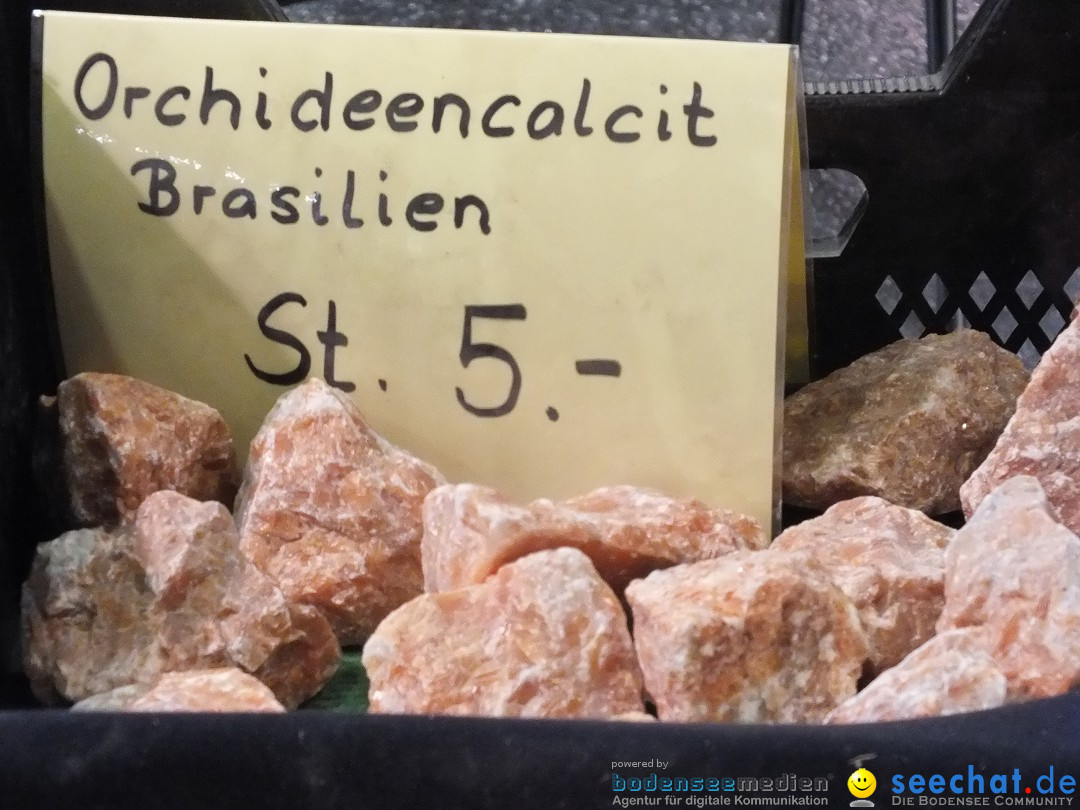 Orchideencalcit
Brasilien
St. 5.-
powered by
bodenseemedien
Agentur für digitale Kommunikation
seechat.de
Die Bodensee Community